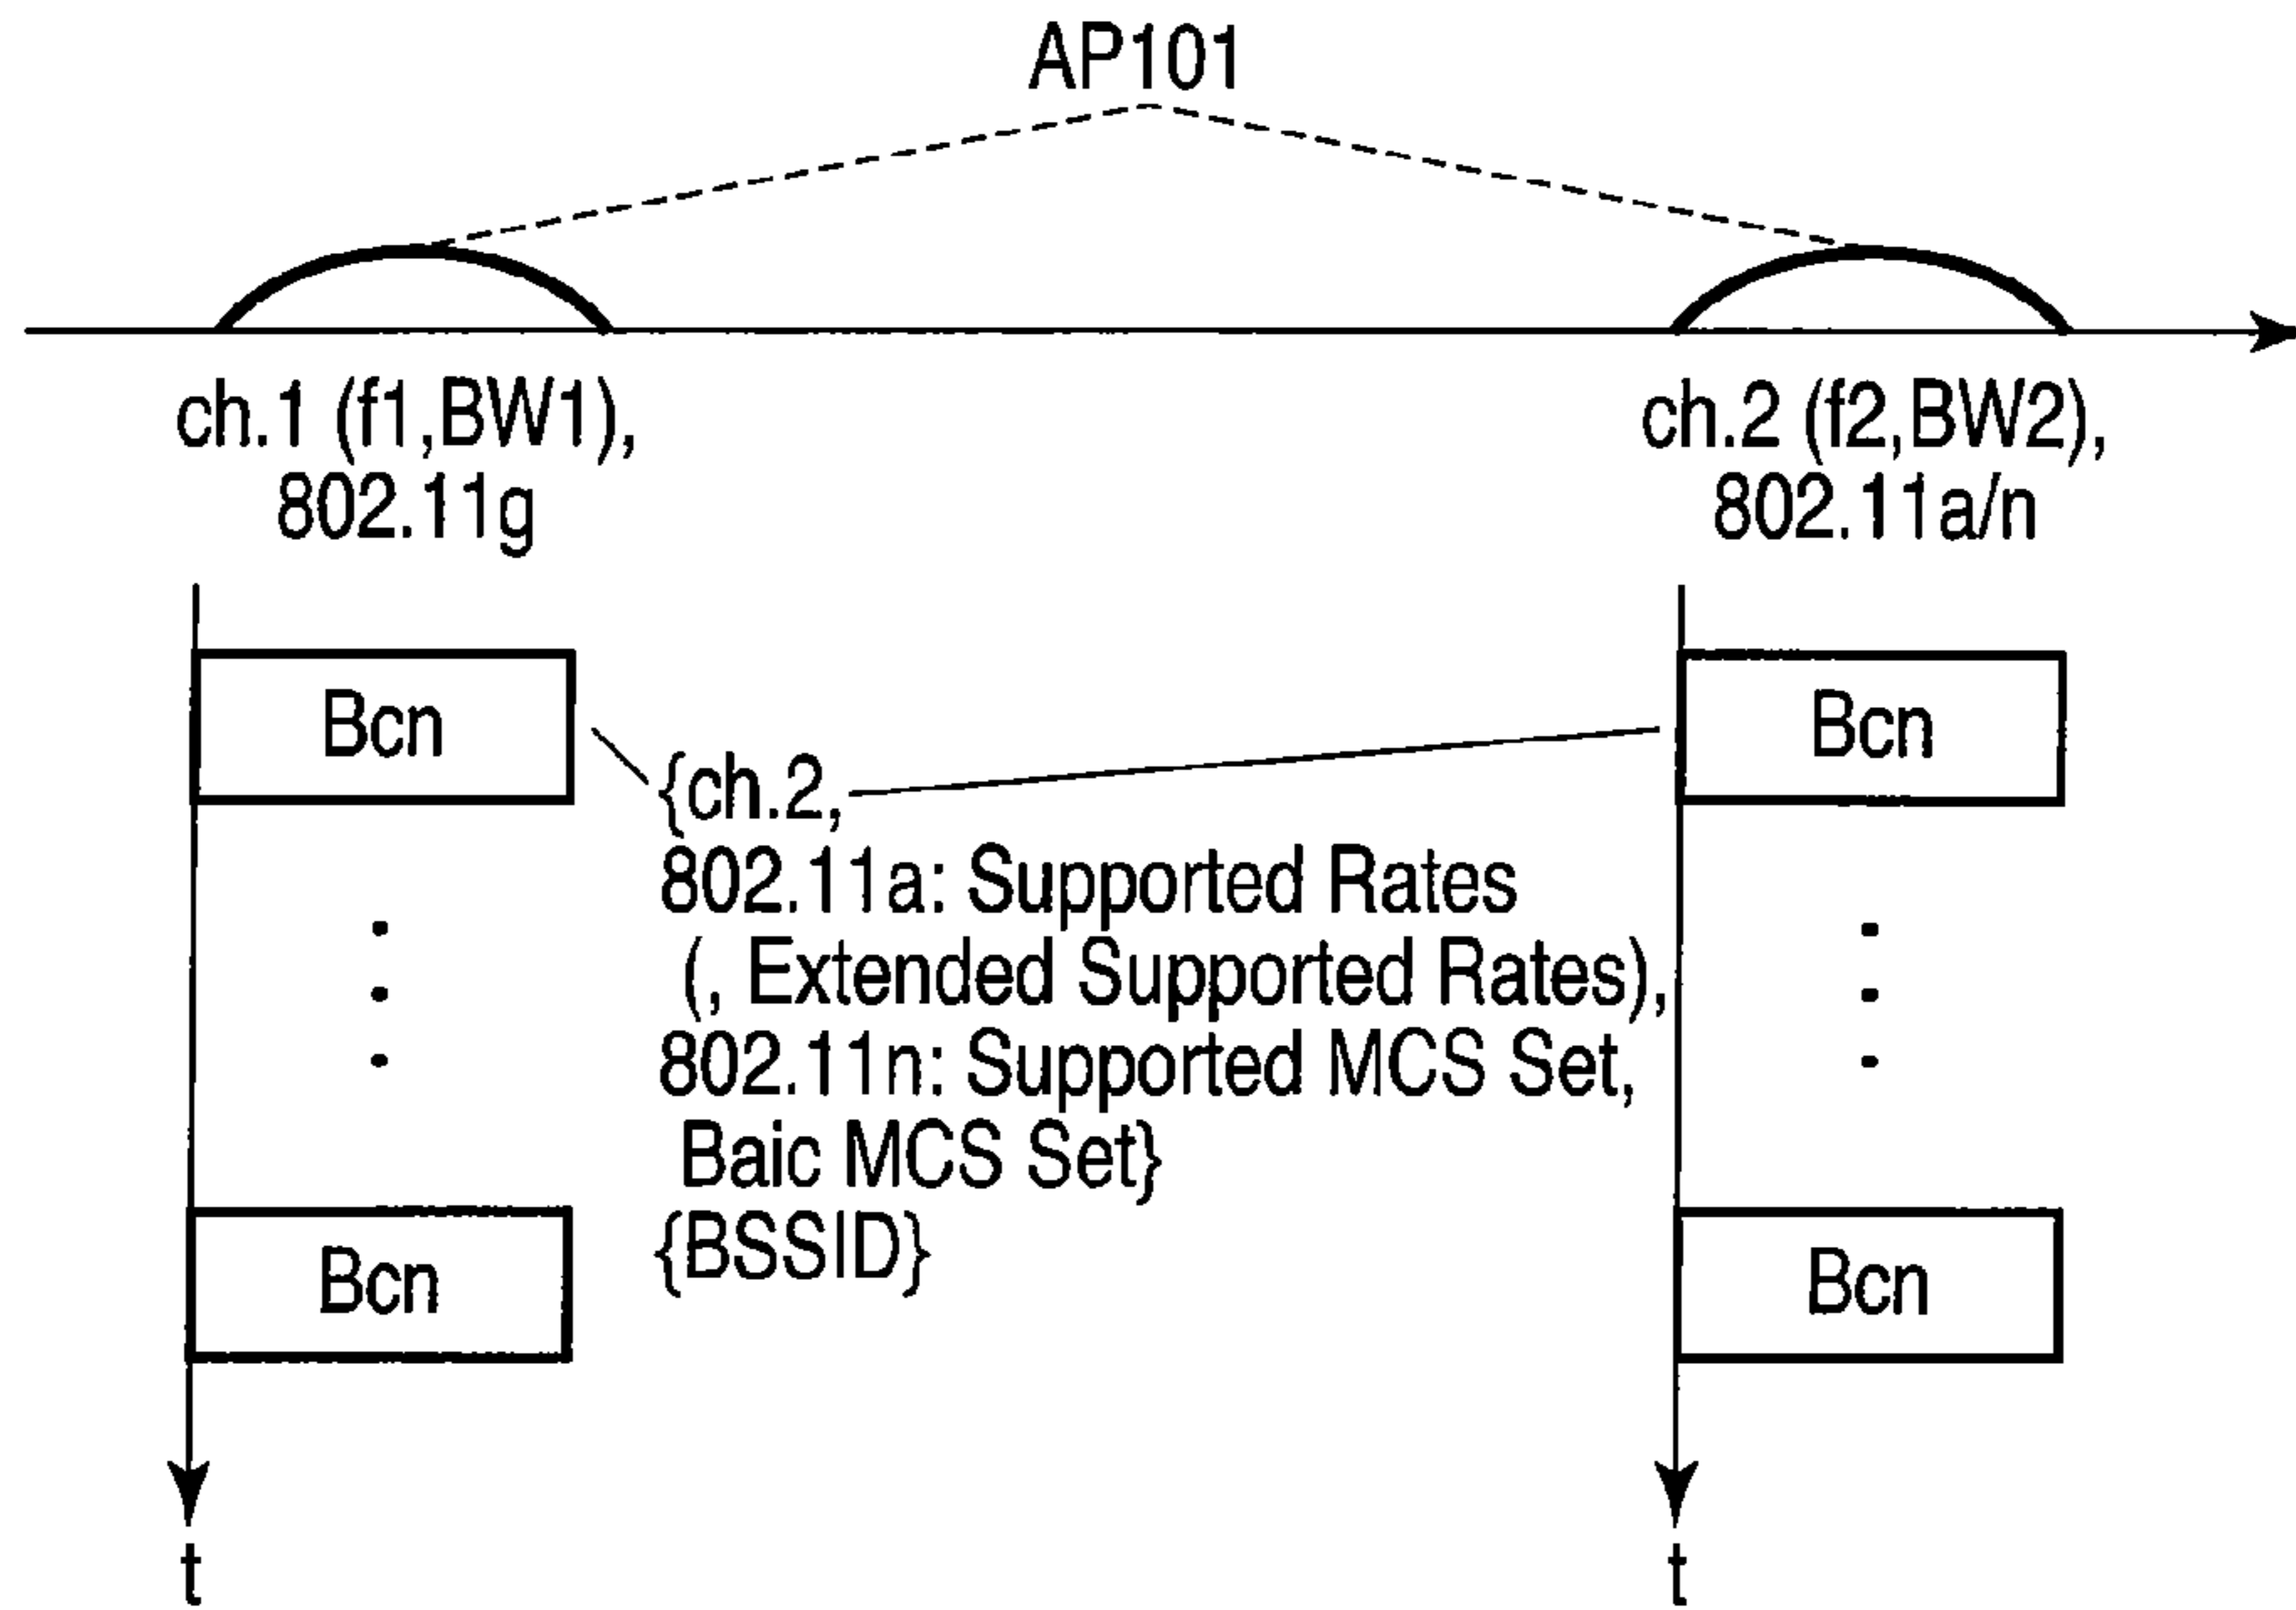 AP101
ch.1 (f1,BW1),
802.11g
ch.2 (f2,BW2),
802.11a/n
Bcn
Bcn
{ch.2,
802.11a: Supported Rates
(, Extended Supported Rates),
802.11n: Supported MCS Set,
Baic MCS Set}
{BSSID}
Bcn
Bcn
t
t